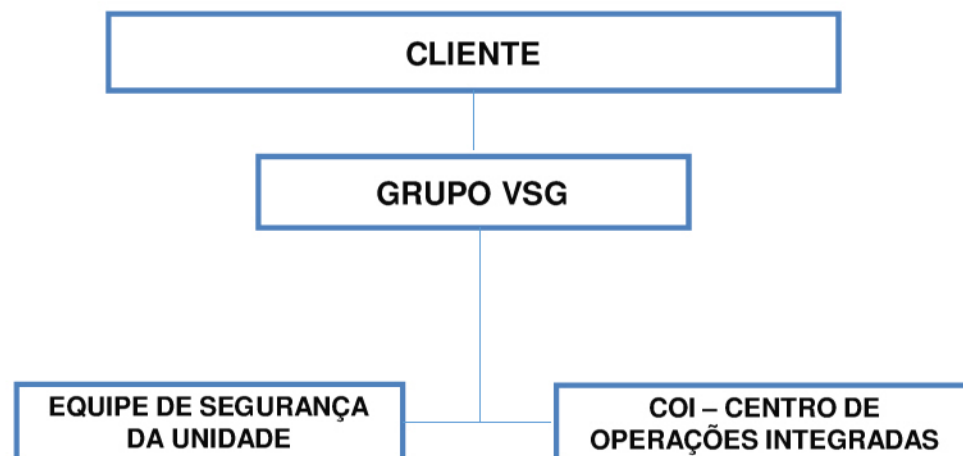 CLIENTE
GRUPO VSG
EQUIPE DE SEGURANÇA
DA UNIDADE
COI – CENTRO DE
OPERAÇÕES INTEGRADAS